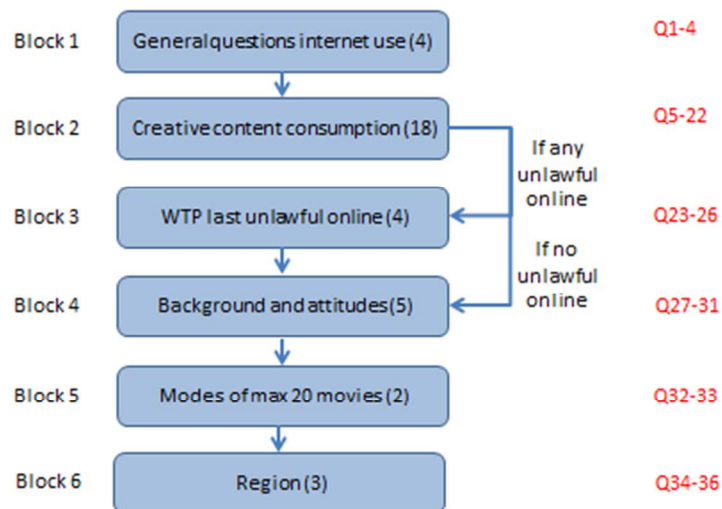 Block 1
General questions internet use (4)
Q1-4
Block 2
Creative content consumption (18)
Q5-22
If any
unlawful
online
Block 3
WTP last unlawful online (4)
Q23-26
If no
unlawful
online
Block 4
Background and attitudes (5)
Q27-31
Block 5
Modes of max 20 movies (2)
Q32-33
Block 6
Region (3)
Q34-36